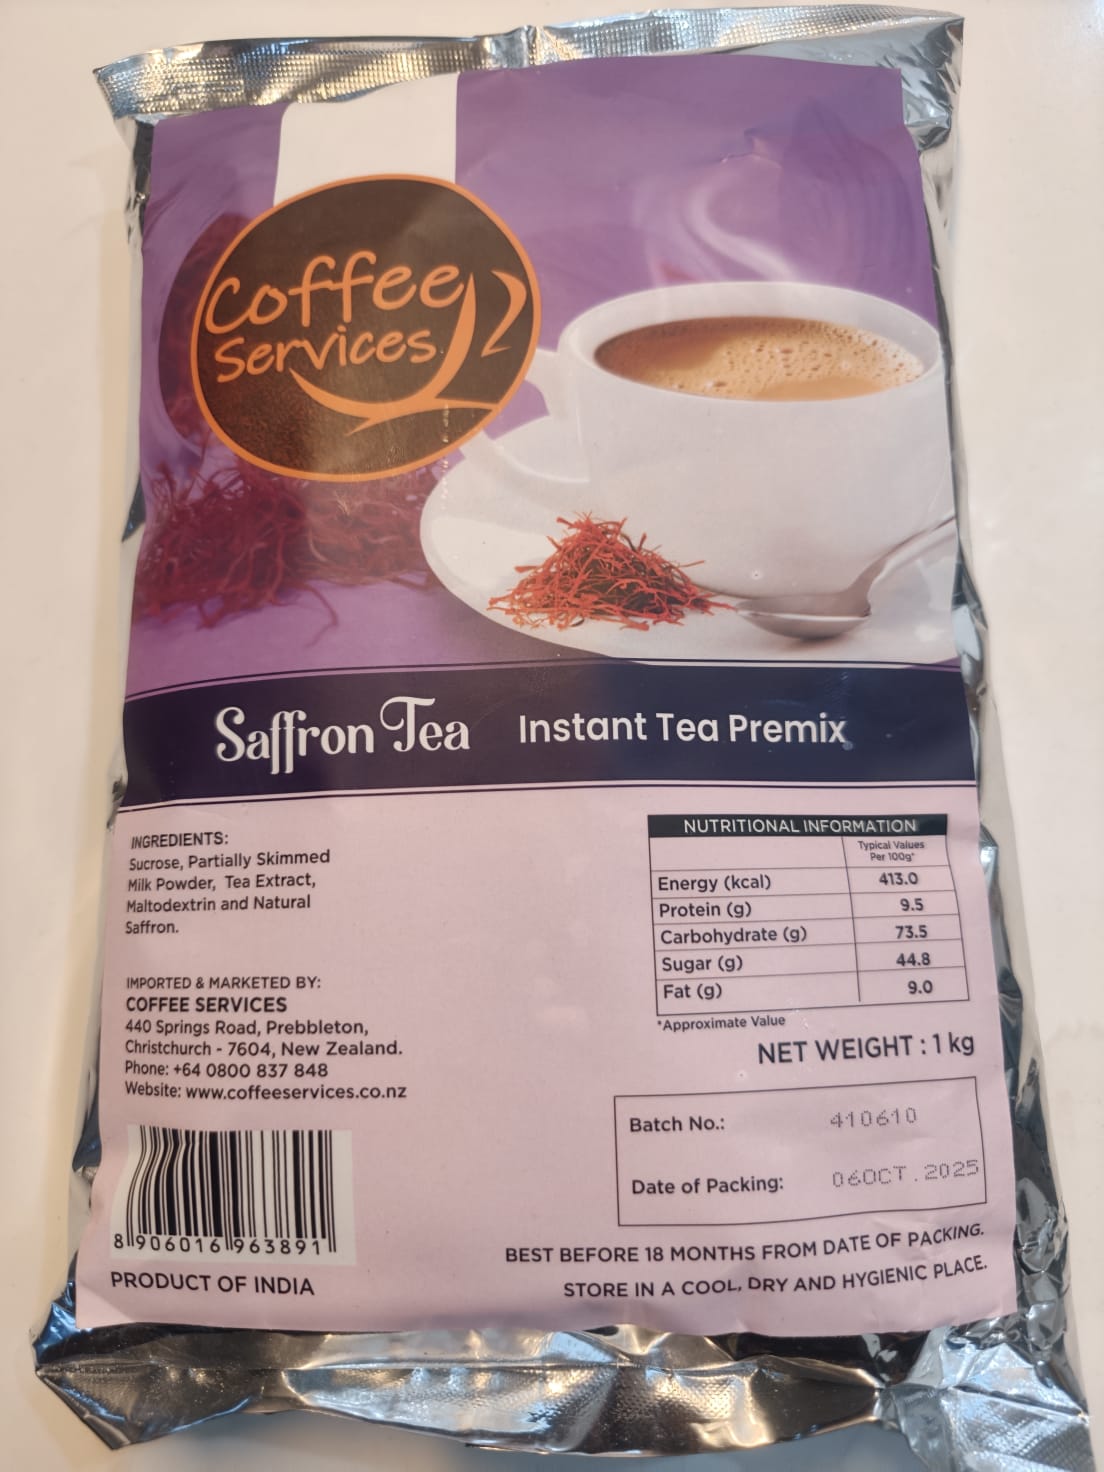 Coffee
Services
Saffron Tea Instant Tea Premix
INGREDIENTS:
Sucrose, Partially Skimmed
Milk Powder, Tea Extract,
Maltodextrin and Natural
Saffron.
IMPORTED & MARKETED BY:
COFFEE SERVICES
440 Springs Road, Prebbleton,
Christchurch - 7604, New Zealand.
Phone: +64 0800 837 848
Website: www.coffeeservices.co.nz
8 906016 963891
PRODUCT OF INDIA
NUTRITIONAL INFORMATION
Typical Values
Per 100g*
Energy (kcal) 413.0
Protein (g) 9.5
Carbohydrate (g) 73.5
Sugar (g) 44.8
Fat (g) 9.0
*Approximate Value
NET WEIGHT : 1 kg
Batch No.: 410610
Date of Packing: 06OCT.2025
BEST BEFORE 18 MONTHS FROM DATE OF PACKING.
STORE IN A COOL, DRY AND HYGIENIC PLACE.